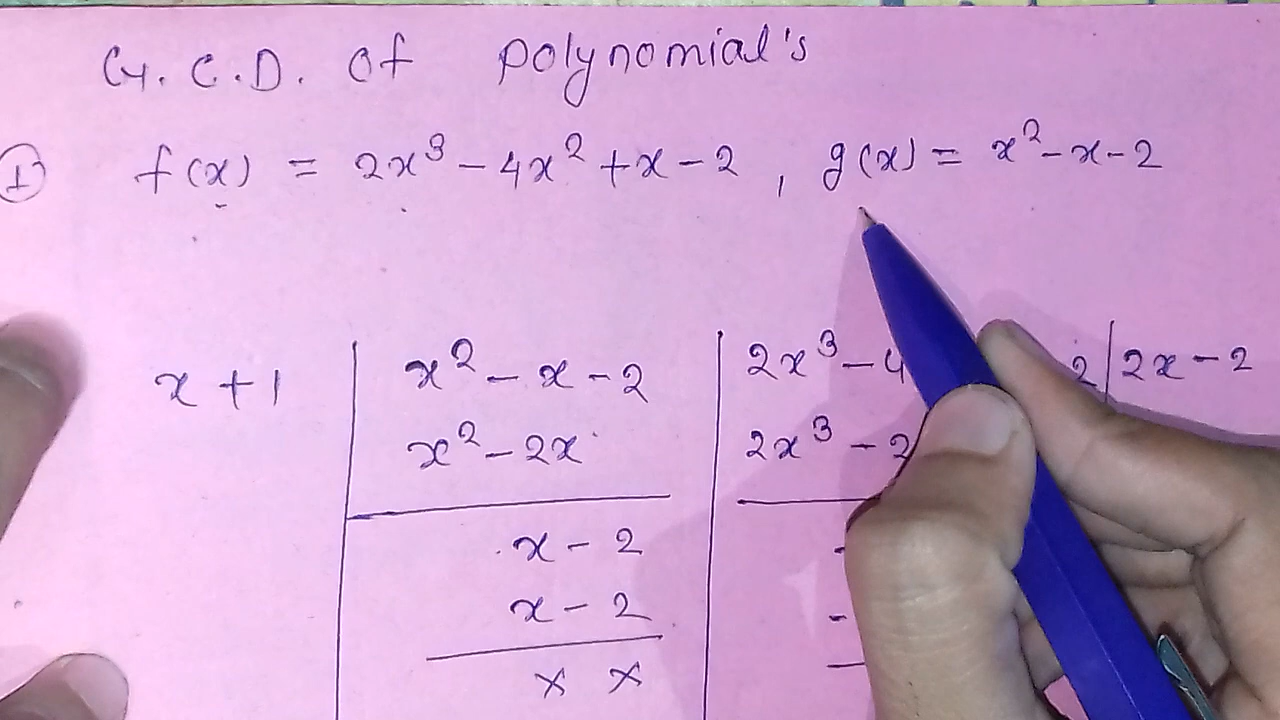 G.C.D. Of Polynomial's
① f(x) = 2x³ - 4x² + x - 2 , g(x) = x² - x - 2
x + 1 | x² - x - 2 | 2x³ - 4 2 | 2x - 2
x² - 2x | 2x³ - 2
x - 2 | -
x - 2 | -
x x